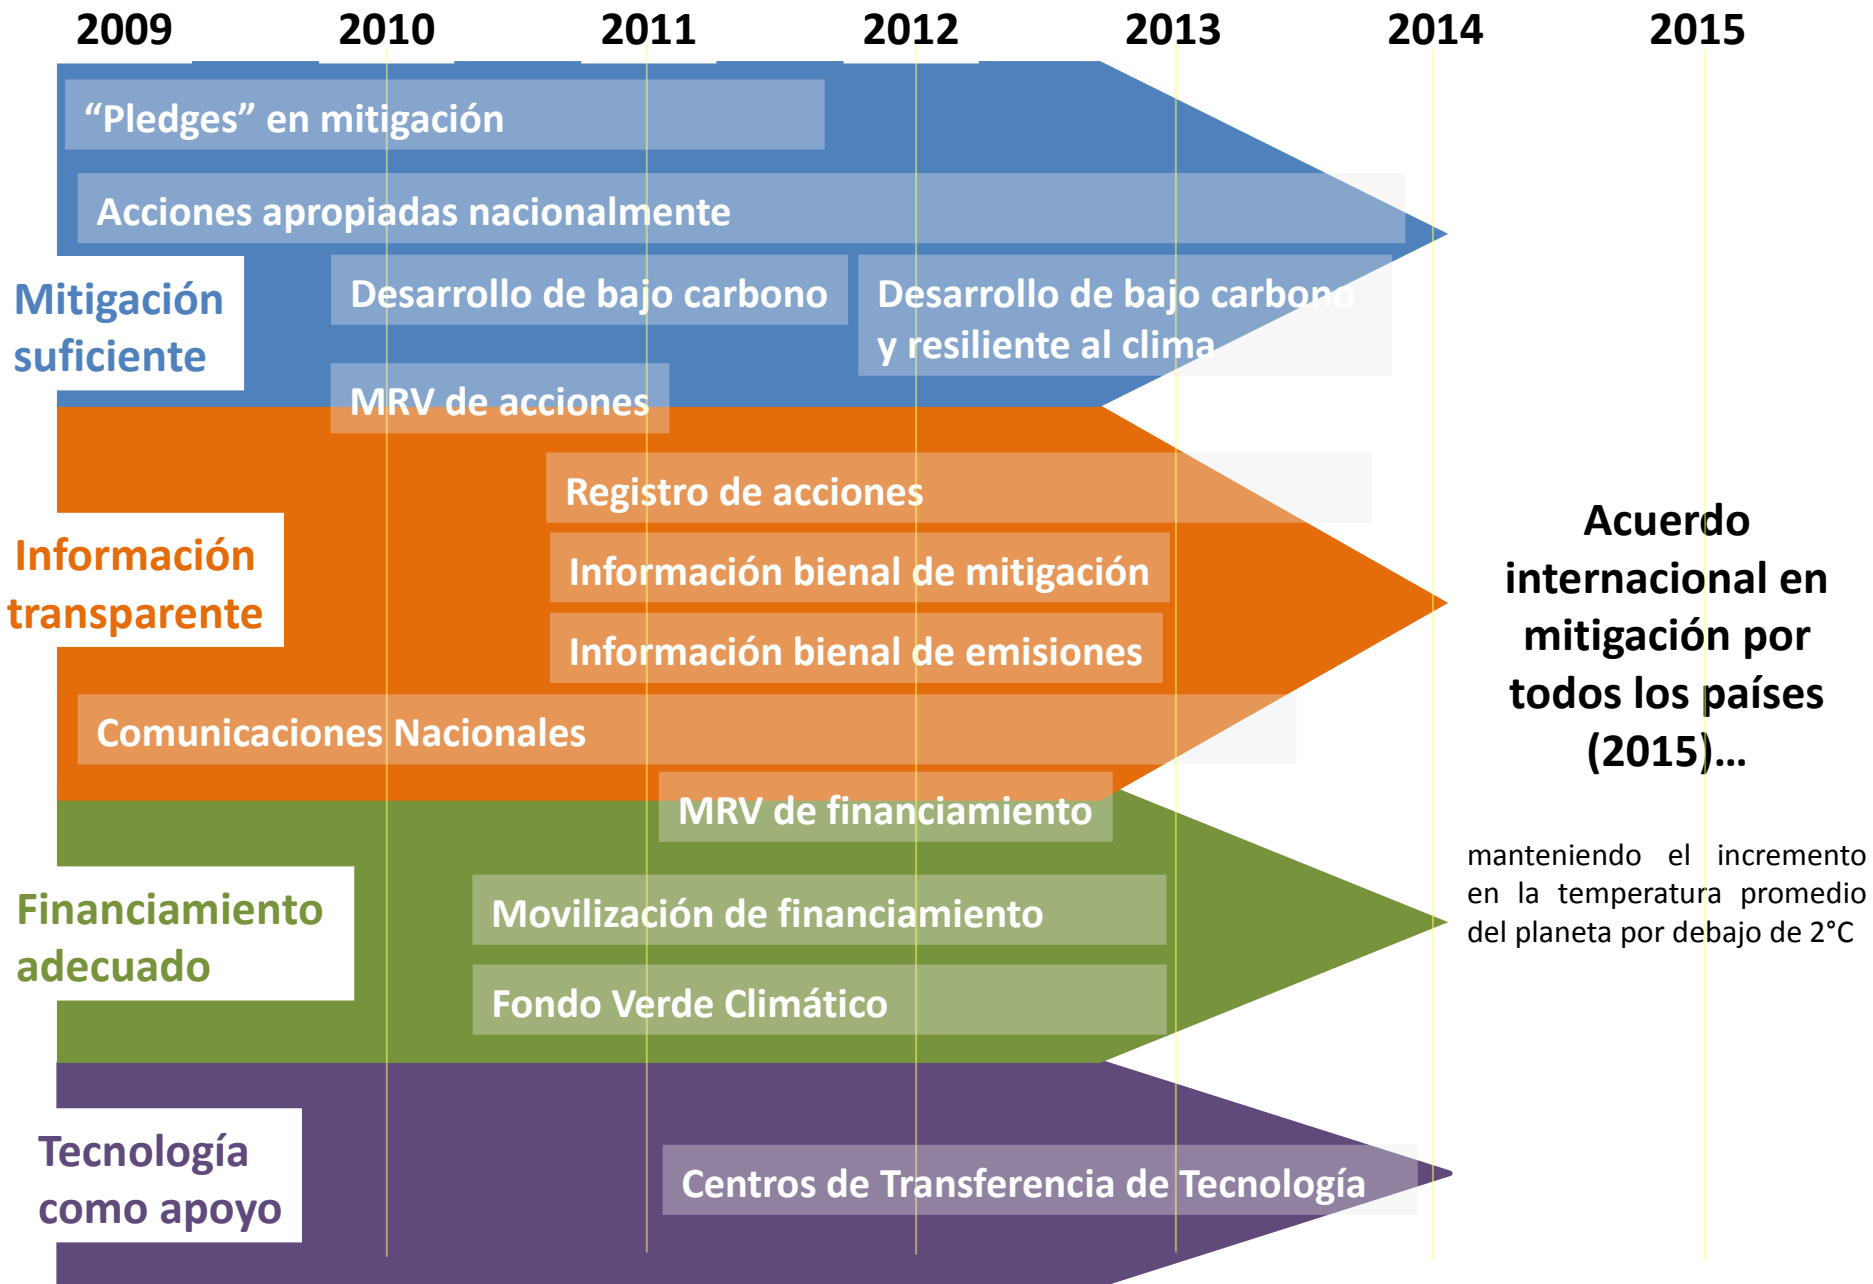 2009 2010 2011 2012 2013 2014 2015
“Pledges” en mitigación
Acciones apropiadas nacionalmente
Mitigación
suficiente
Desarrollo de bajo carbono
Desarrollo de bajo carbono
y resiliente al clima
MRV de acciones
Registro de acciones
Información
transparente
Información bienal de mitigación
Información bienal de emisiones
Comunicaciones Nacionales
MRV de financiamiento
Financiamiento
adecuado
Movilización de financiamiento
Fondo Verde Climático
Tecnología
como apoyo
Centros de Transferencia de Tecnología
Acuerdo
internacional en
mitigación por
todos los países
(2015)...
manteniendo el incremento
en la temperatura promedio
del planeta por debajo de 2°C